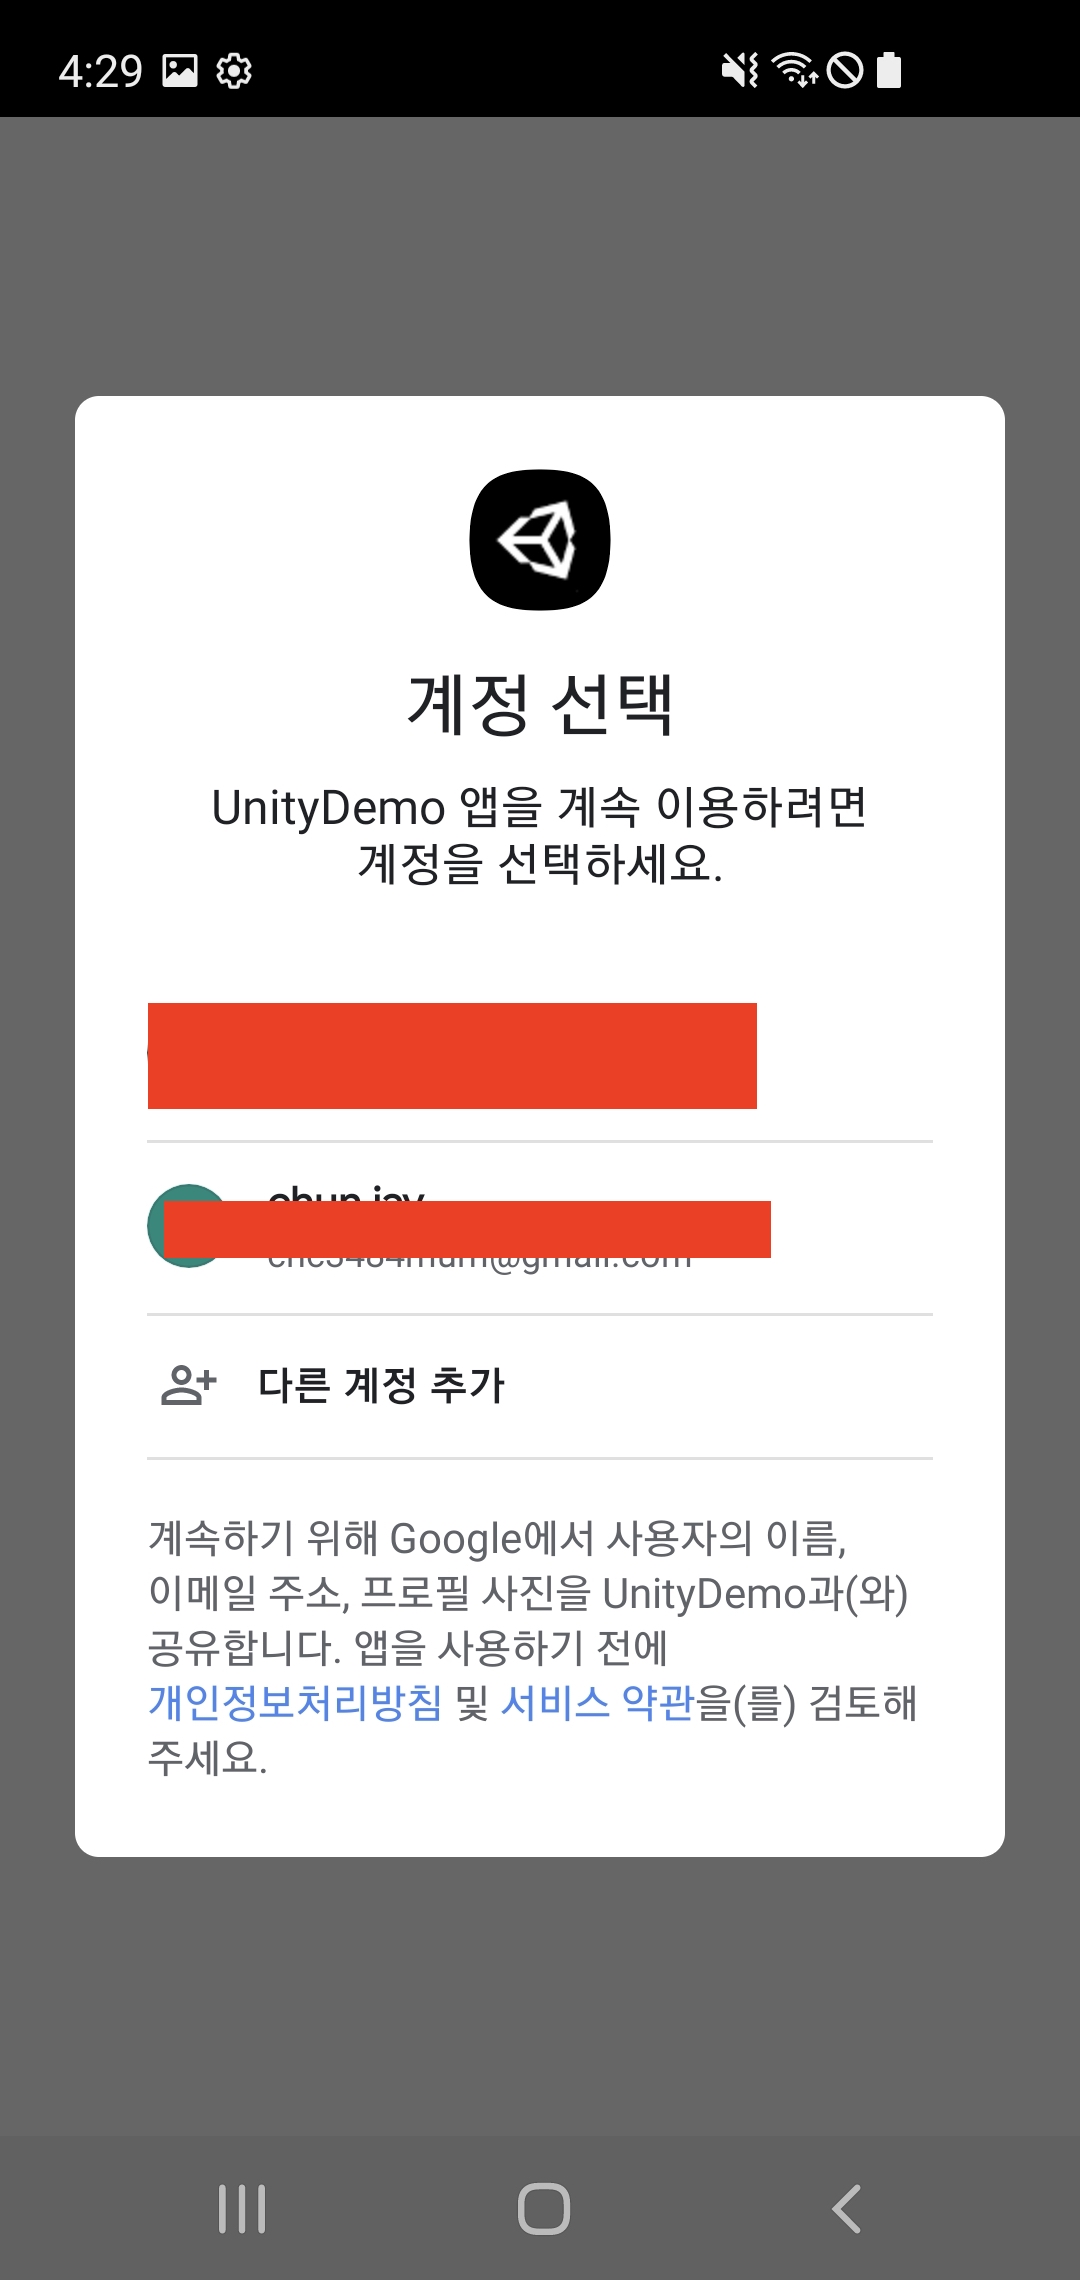 4:29
계정 선택
UnityDemo 앱을 계속 이용하려면
계정을 선택하세요.
다른 계정 추가
계속하기 위해 Google에서 사용자의 이름,
이메일 주소, 프로필 사진을 UnityDemo과(와)
공유합니다. 앱을 사용하기 전에
개인정보처리방침 및 서비스 약관을(를) 검토해
주세요.